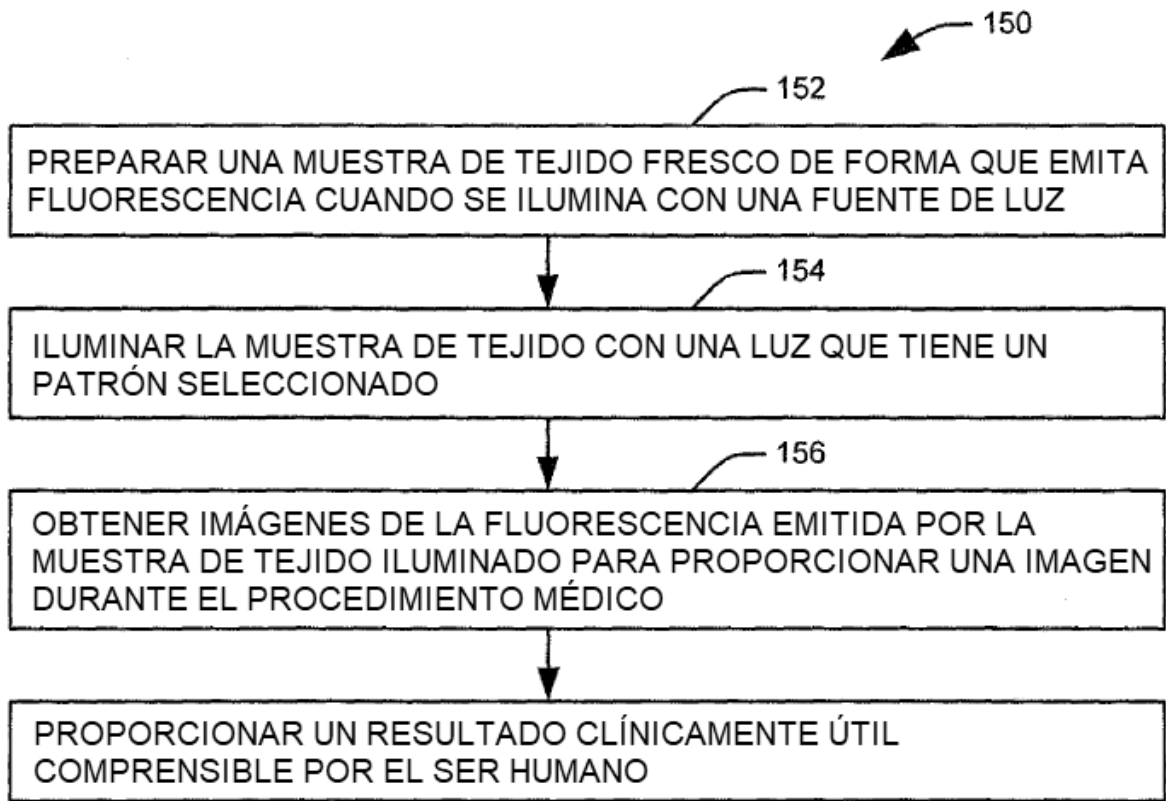 150
152
PREPARAR UNA MUESTRA DE TEJIDO FRESCO DE FORMA QUE EMITA
FLUORESCENCIA CUANDO SE ILUMINA CON UNA FUENTE DE LUZ
154
ILUMINAR LA MUESTRA DE TEJIDO CON UNA LUZ QUE TIENE UN
PATRÓN SELECCIONADO
156
OBTENER IMÁGENES DE LA FLUORESCENCIA EMITIDA POR LA
MUESTRA DE TEJIDO ILUMINADO PARA PROPORCIONAR UNA IMAGEN
DURANTE EL PROCEDIMIENTO MÉDICO
PROPORCIONAR UN RESULTADO CLÍNICAMENTE ÚTIL
COMPRENSIBLE POR EL SER HUMANO